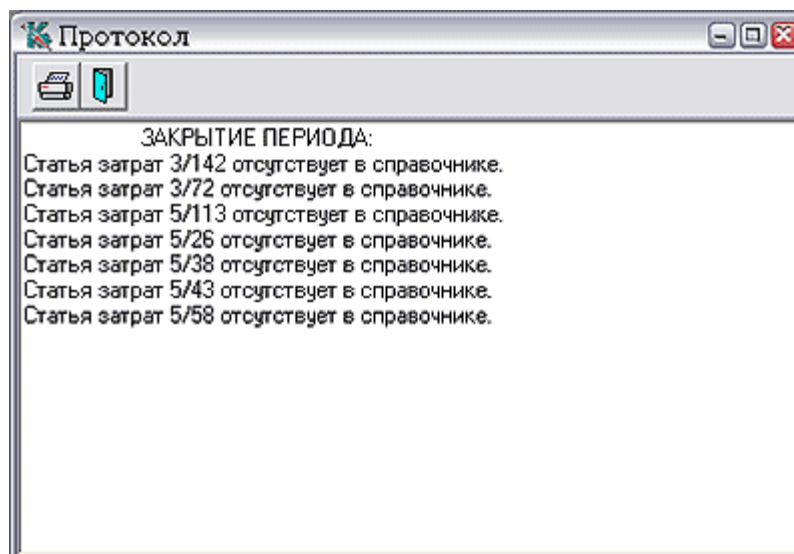 Протокол
ЗАКРЫТИЕ ПЕРИОДА:
Статья затрат 3/142 отсутствует в справочнике.
Статья затрат 3/72 отсутствует в справочнике.
Статья затрат 5/113 отсутствует в справочнике.
Статья затрат 5/26 отсутствует в справочнике.
Статья затрат 5/38 отсутствует в справочнике.
Статья затрат 5/43 отсутствует в справочнике.
Статья затрат 5/58 отсутствует в справочнике.